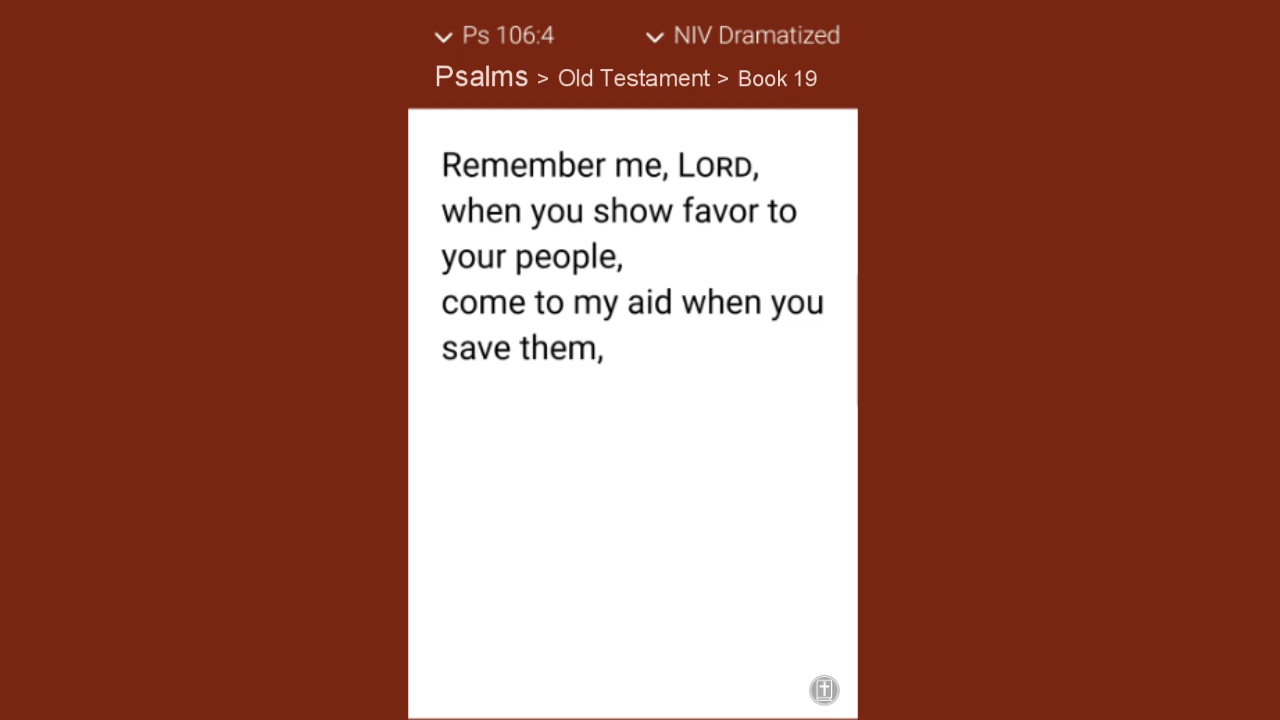 Ps 106:4 NIV Dramatized
Psalms > Old Testament > Book 19
Remember me, LORD,
when you show favor to
your people,
come to my aid when you
save them,